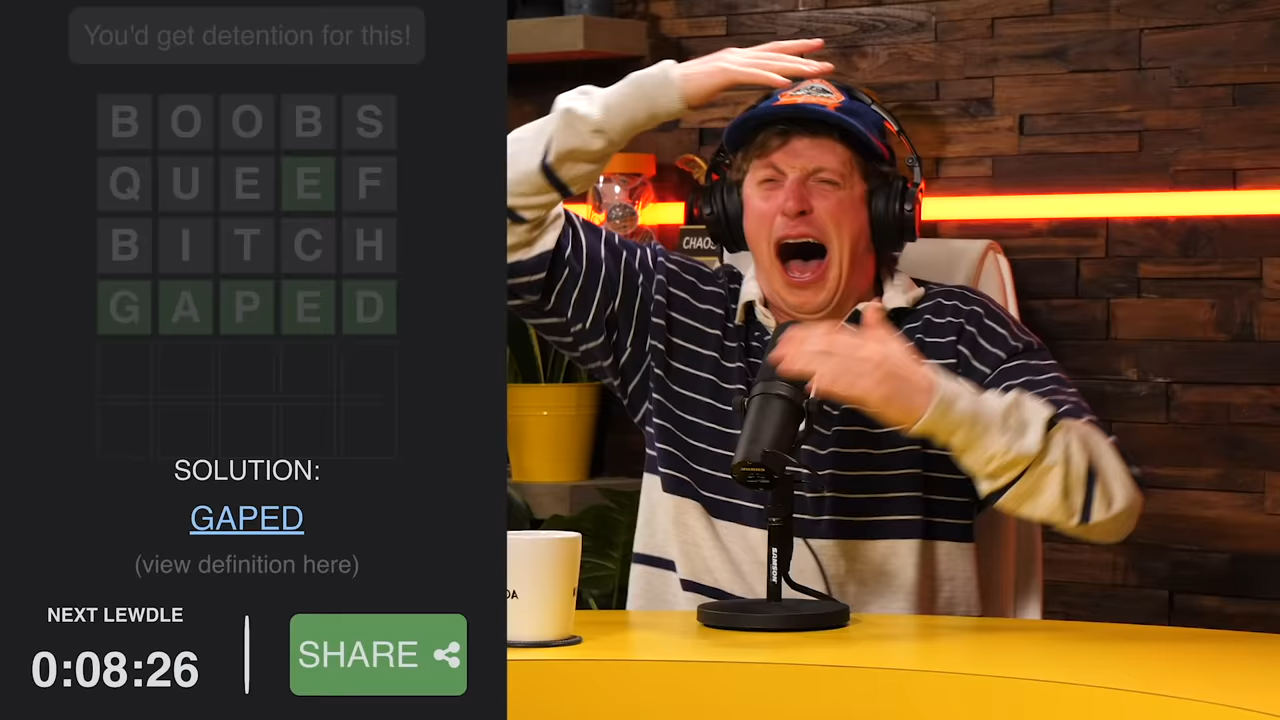 You'd get detention for this!
BOOBS
QUEEF
BITCH
GAPED
SOLUTION:
GAPED
(view definition here)
NEXT LEWDLE
0:08:26
SHARE
CHAOS
SAMSON